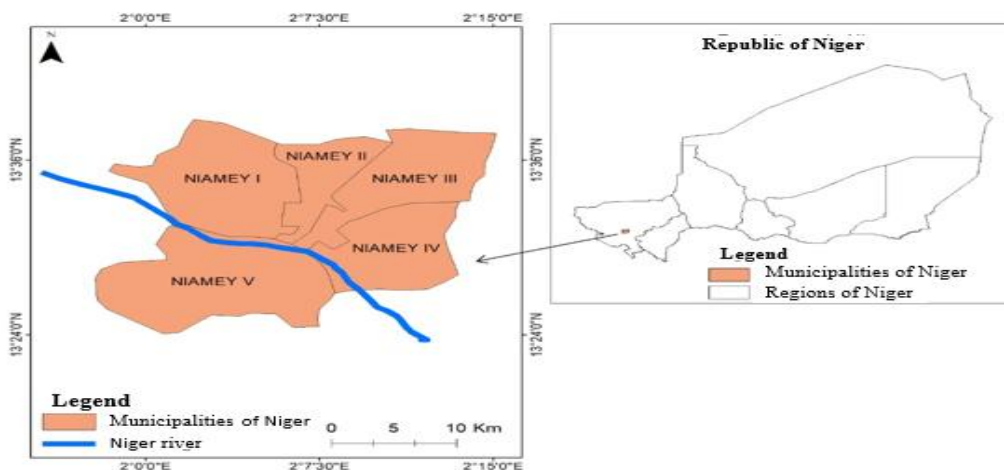 2°0'0"E 2°7'30"E 2°15'0"E
N
13°36'0"N
13°24'0"N
NIAMEY I
NIAMEY II
NIAMEY III
NIAMEY IV
NIAMEY V
Legend
Municipalities of Niger
Niger river
0 5 10 Km
2°0'0"E 2°7'30"E 2°15'0"E
Republic of Niger
Legend
Municipalities of Niger
Regions of Niger
13°36'0"N
13°24'0"N